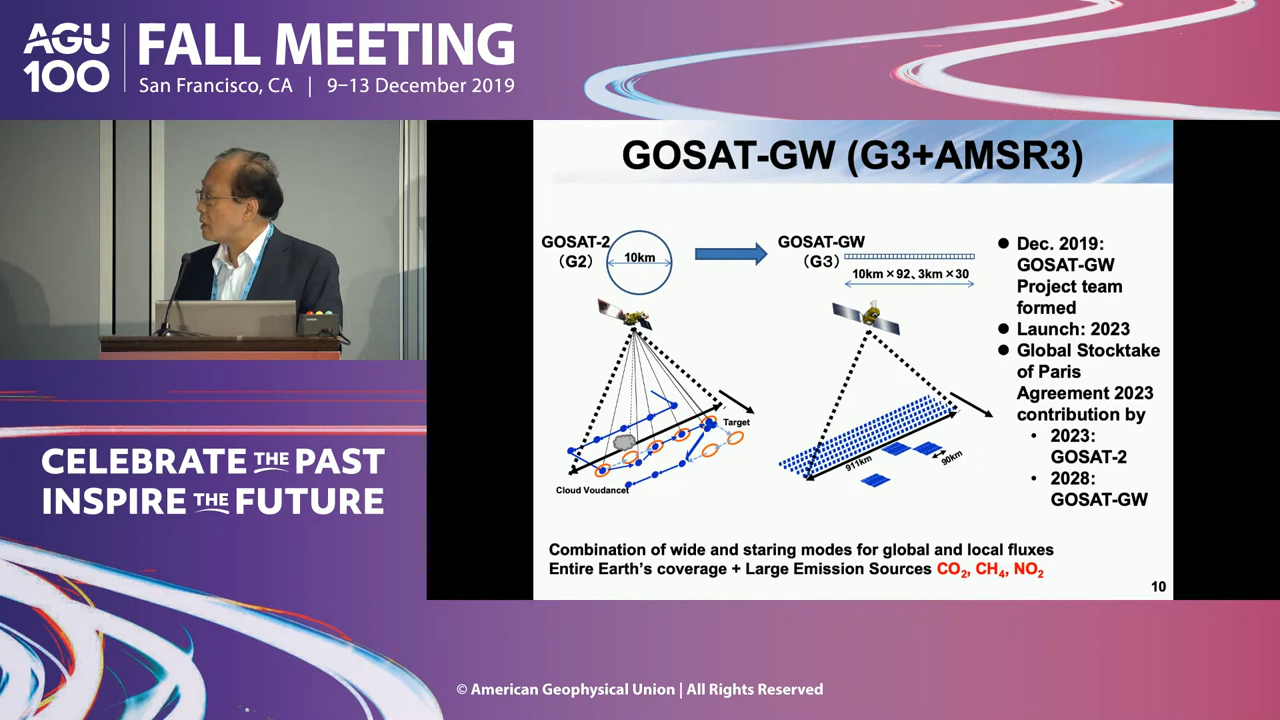 AGU
100
FALL MEETING
San Francisco, CA | 9–13 December 2019
GOSAT-GW (G3+AMSR3)
GOSAT-2
(G2)
10km
GOSAT-GW
(G3)
10km×92、3km×30
Target
Cloud Voudancet
911km
90km
● Dec. 2019:
GOSAT-GW
Project team
formed
● Launch: 2023
● Global Stocktake
of Paris
Agreement 2023
contribution by
• 2023:
GOSAT-2
• 2028:
GOSAT-GW
Combination of wide and staring modes for global and local fluxes
Entire Earth's coverage + Large Emission Sources CO₂, CH₄, NO₂
10
CELEBRATE THE PAST
INSPIRE THE FUTURE
© American Geophysical Union | All Rights Reserved